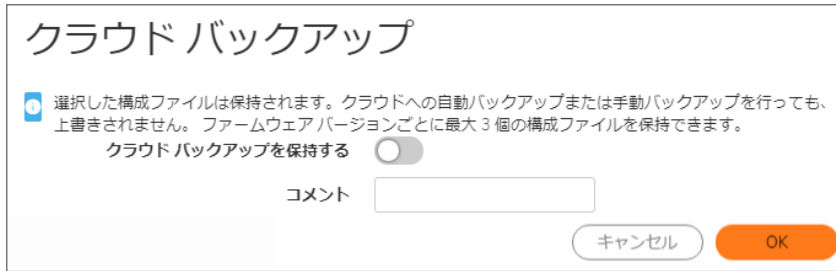 クラウド バックアップ
選択した構成ファイルは保持されます。クラウドへの自動バックアップまたは手動バックアップを行っても、
上書きされません。 ファームウェア バージョンごとに最大 3 個の構成ファイルを保持できます。
クラウド バックアップを保持する
コメント
キャンセル OK